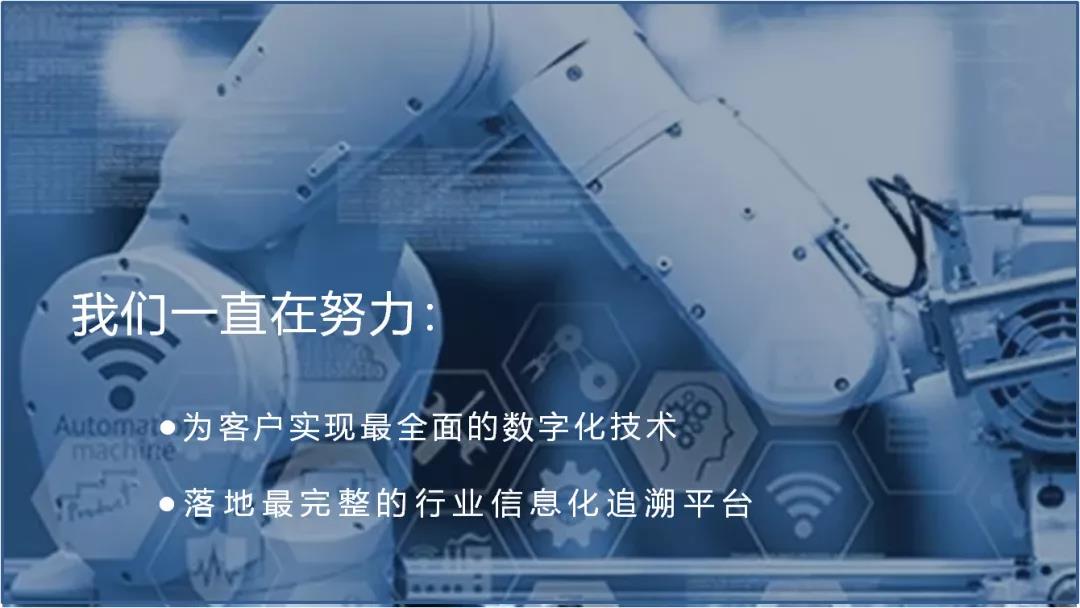 我们一直在努力：
Automat
machine
●为客户实现最全面的数字化技术
Product
●落地最完整的行业信息化追溯平台